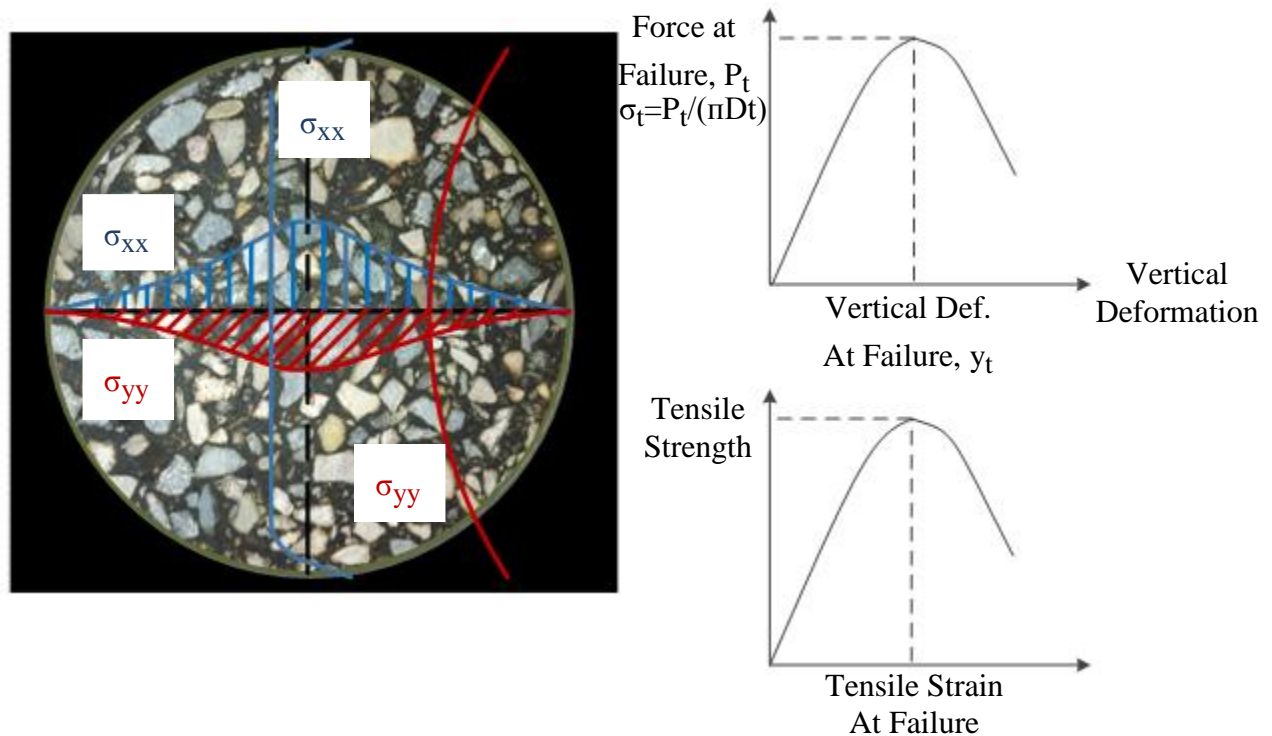 σxx
σxx
σyy
σyy
Force at
Failure, Pt
σt=Pt/(πDt)
Vertical Def.
At Failure, yt
Vertical
Deformation
Tensile
Strength
Tensile Strain
At Failure